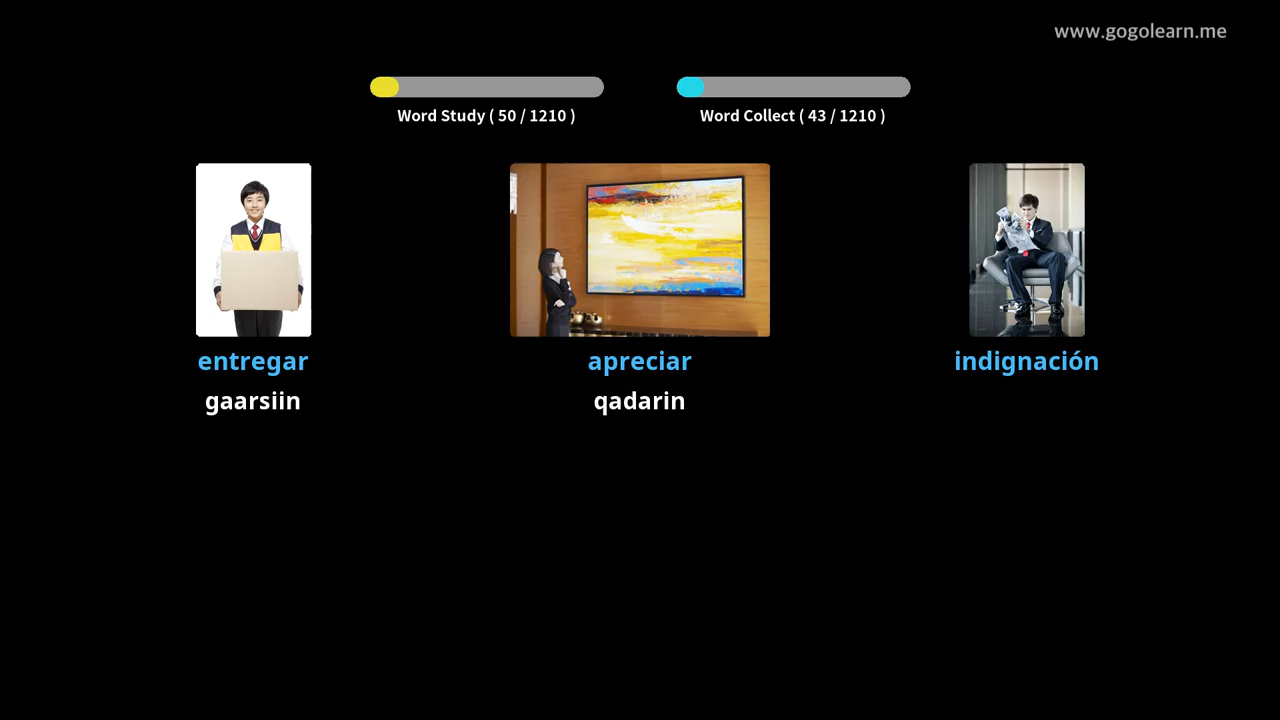 www.gogolearn.me
Word Study ( 50 / 1210 )
Word Collect ( 43 / 1210 )
entregar
gaarsiin
apreciar
qadarin
indignación